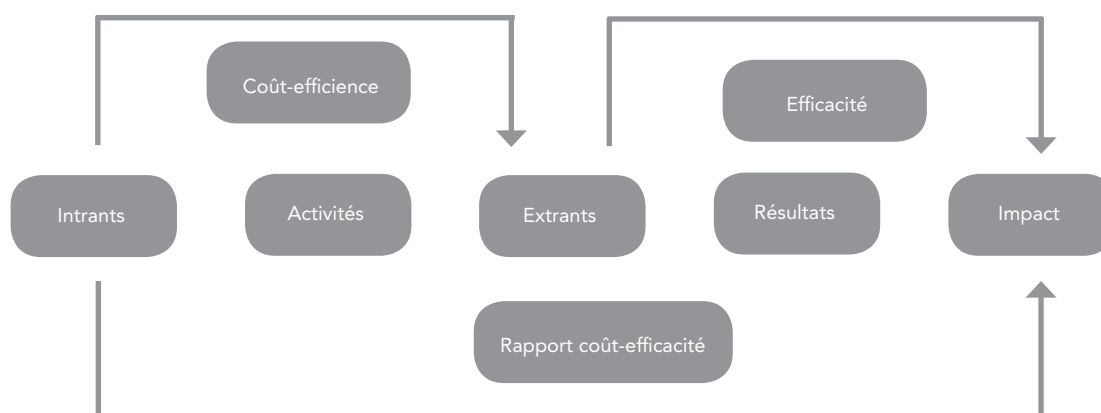 Coût-efficience
Efficacité
Intrants
Activités
Extrants
Résultats
Impact
Rapport coût-efficacité